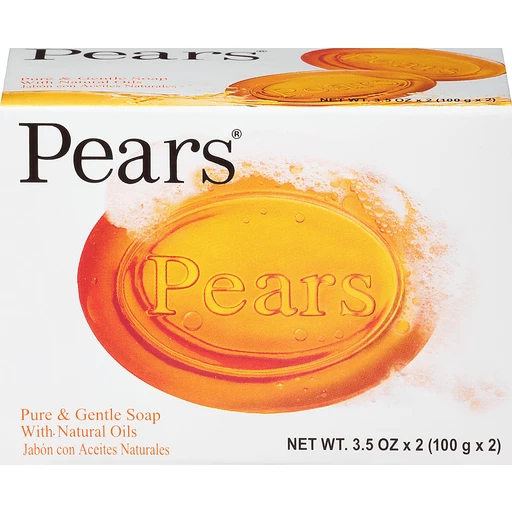 Pears®
Pure & Gentle Soap
With Natural Oils
Jabón con Aceites Naturales
NET WT. 3.5 OZ x 2 (100 g x 2)
Pears®
Pears
Pure & Gentle Soap
With Natural Oils
Jabón con Aceites Naturales
NET WT. 3.5 OZ x 2 (100 g x 2)